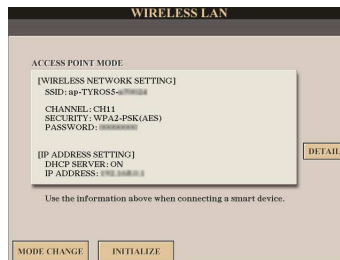 WIRELESS LAN
ACCESS POINT MODE
[WIRELESS NETWORK SETTING]
SSID: ap-TYROS5-
CHANNEL: CH11
SECURITY: WPA2-PSK(AES)
PASSWORD:
[IP ADDRESS SETTING]
DHCP SERVER: ON
IP ADDRESS:
DETAIL
Use the information above when connecting a smart device.
MODE CHANGE
INITIALIZE